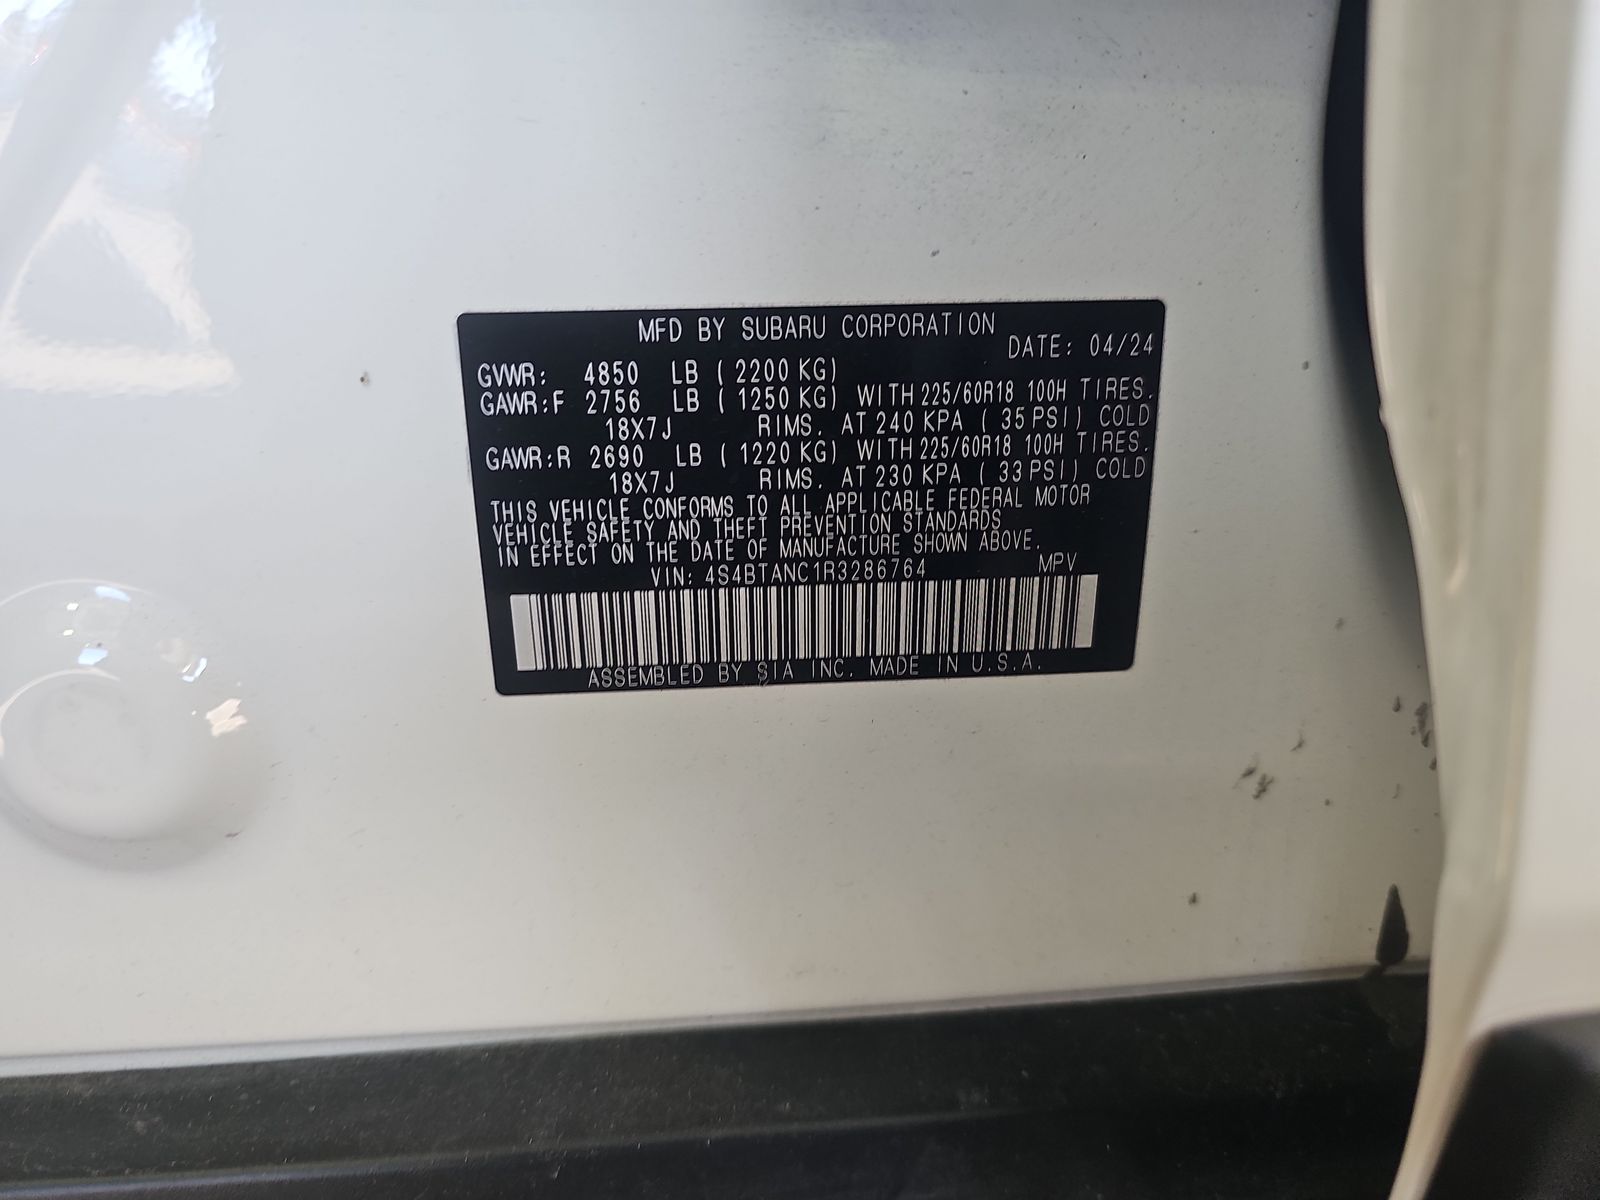 MFD BY SUBARU CORPORATION
DATE: 04/24
GVWR: 4850 LB ( 2200 KG)
GAWR:F 2756 LB ( 1250 KG) WITH 225/60R18 100H TIRES.
18X7J RIMS. AT 240 KPA ( 35 PSI) COLD
GAWR:R 2690 LB ( 1220 KG) WITH 225/60R18 100H TIRES.
18X7J RIMS. AT 230 KPA ( 33 PSI) COLD
THIS VEHICLE CONFORMS TO ALL APPLICABLE FEDERAL MOTOR
VEHICLE SAFETY AND THEFT PREVENTION STANDARDS
IN EFFECT ON THE DATE OF MANUFACTURE SHOWN ABOVE.
VIN: 4S4BTANC1R3286764 MPV
ASSEMBLED BY SIA INC. MADE IN U.S.A.